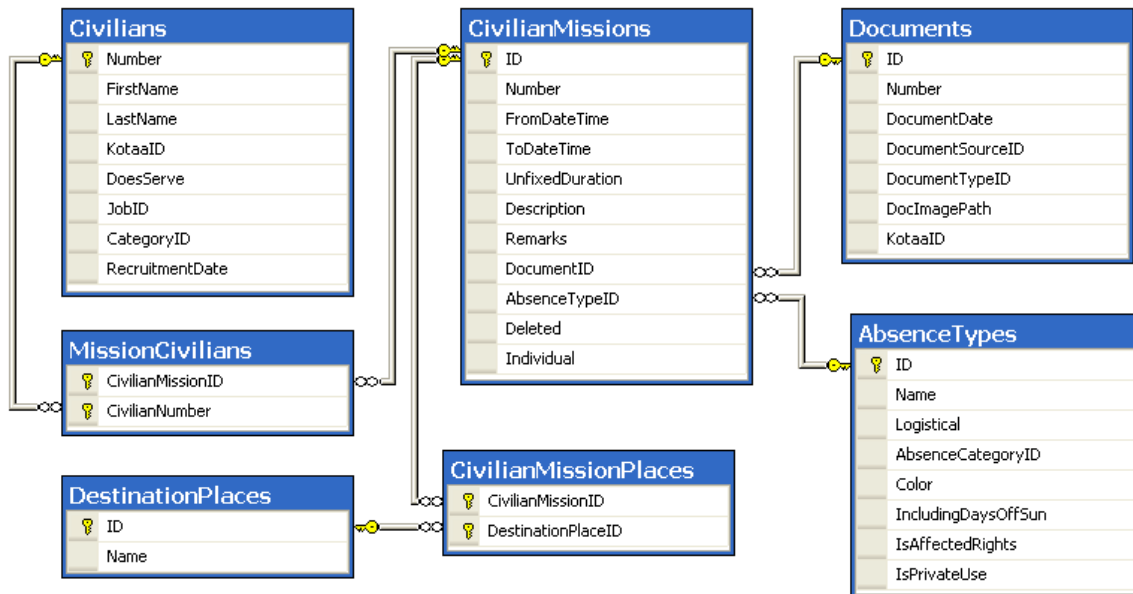 Civilians
Number
FirstName
LastName
KotaaID
DoesServe
JobID
CategoryID
RecruitmentDate
MissionCivilians
CivilianMissionID
CivilianNumber
DestinationPlaces
ID
Name
CivilianMissions
ID
Number
FromDateTime
ToDateTime
UnfixedDuration
Description
Remarks
DocumentID
AbsenceTypeID
Deleted
Individual
CivilianMissionPlaces
CivilianMissionID
DestinationPlaceID
Documents
ID
Number
DocumentDate
DocumentSourceID
DocumentTypeID
DocImagePath
KotaaID
AbsenceTypes
ID
Name
Logistical
AbsenceCategoryID
Color
IncludingDaysOffSun
IsAffectedRights
IsPrivateUse